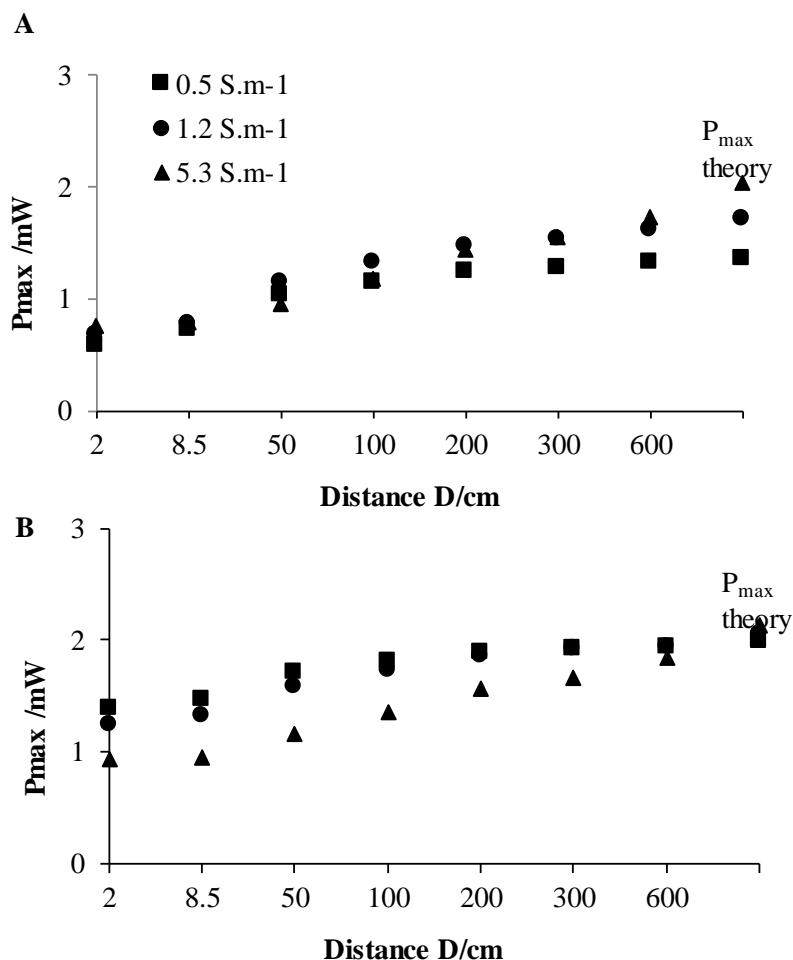 A
3
2
1
0
Pmax /mW
0.5 S.m-1
1.2 S.m-1
5.3 S.m-1
Pmax
theory
2 8.5 50 100 200 300 600
Distance D/cm
B
3
2
1
0
Pmax /mW
Pmax
theory
2 8.5 50 100 200 300 600
Distance D/cm